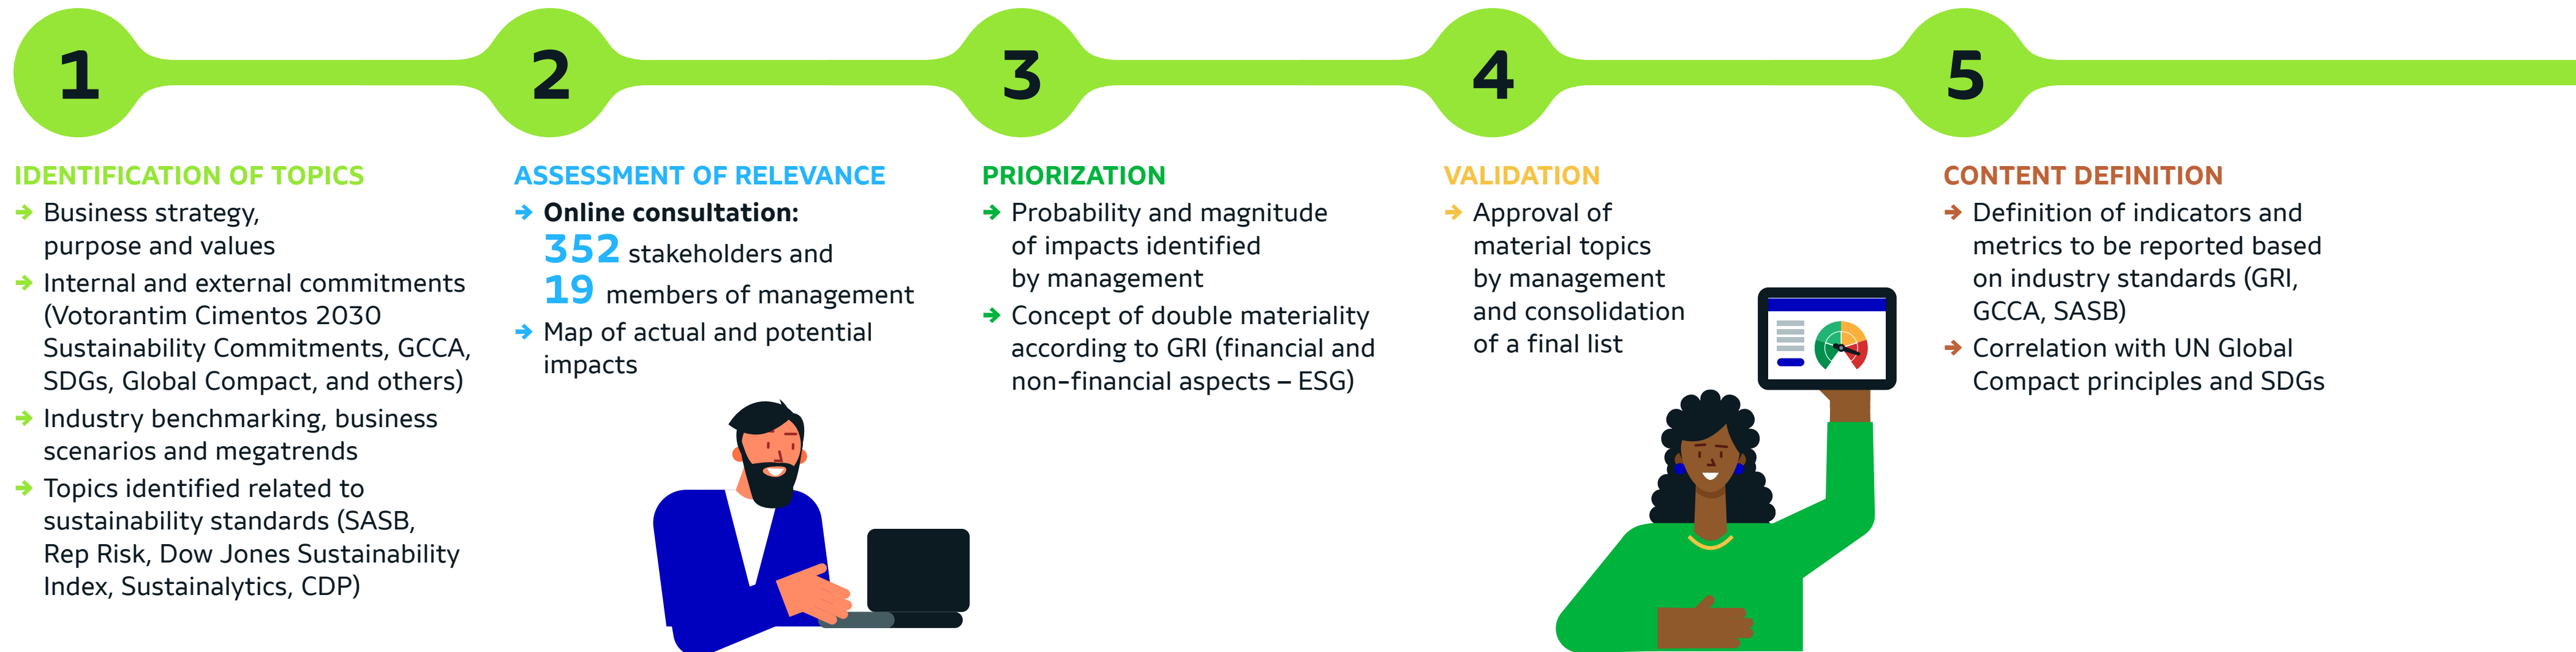 1
2
3
4
5
IDENTIFICATION OF TOPICS
→ Business strategy,
purpose and values
→ Internal and external commitments
(Votorantim Cimentos 2030
Sustainability Commitments, GCCA,
SDGs, Global Compact, and others)
→ Industry benchmarking, business
scenarios and megatrends
→ Topics identified related to
sustainability standards (SASB,
Rep Risk, Dow Jones Sustainability
Index, Sustainalytics, CDP)
ASSESSMENT OF RELEVANCE
→ Online consultation:
352 stakeholders and
19 members of management
→ Map of actual and potential
impacts
PRIORIZATION
→ Probability and magnitude
of impacts identified
by management
→ Concept of double materiality
according to GRI (financial and
non-financial aspects – ESG)
VALIDATION
→ Approval of
material topics
by management
and consolidation
of a final list
CONTENT DEFINITION
→ Definition of indicators and
metrics to be reported based
on industry standards (GRI,
GCCA, SASB)
→ Correlation with UN Global
Compact principles and SDGs